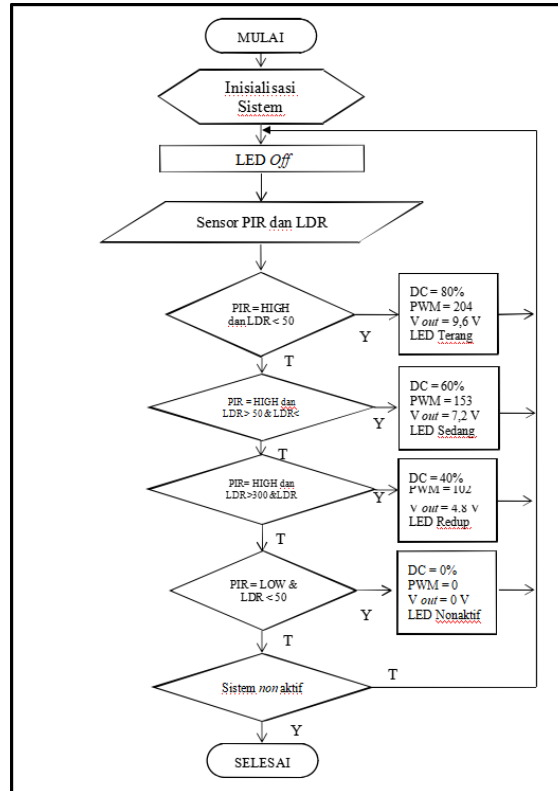 MULAI
Inisialisasi
Sistem
LED Off
Sensor PIR dan LDR
PIR = HIGH
dan LDR < 50
Y
DC = 80%
PWM = 204
V out = 9,6 V
LED Terang
T
PIR = HIGH dan
LDR> 50 & LDR<
Y
DC = 60%
PWM = 153
V out = 7,2 V
LED Sedang
T
PIR= HIGH dan
LDR>300 &LDR
Y
DC = 40%
PWM = 102
V out = 4.8 V
LED Redup
T
PIR = LOW &
LDR < 50
Y
DC = 0%
PWM = 0
V out = 0 V
LED Nonaktif
T
Sistem non aktif
T
Y
SELESAI